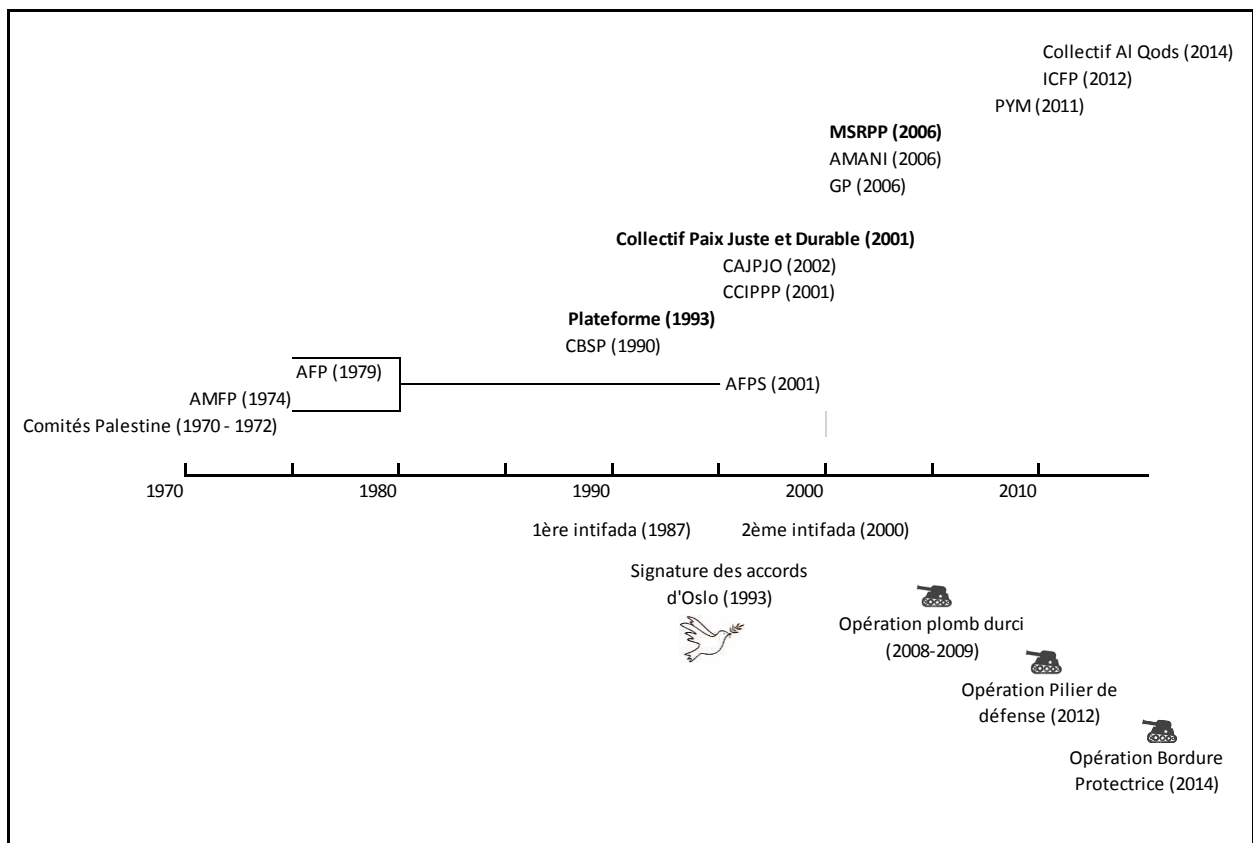 Collectif Al Qods (2014)
ICFP (2012)
PYM (2011)
MSRPP (2006)
AMANI (2006)
GP (2006)
Collectif Paix Juste et Durable (2001)
CAJPJO (2002)
CCIPPP (2001)
Plateforme (1993)
CBSP (1990)
AFP (1979)
AFPS (2001)
AMFP (1974)
Comités Palestine (1970 - 1972)
1970 1980 1990 2000 2010
1ère intifada (1987) 2ème intifada (2000)
Signature des accords
d'Oslo (1993)
Opération plomb durci
(2008-2009)
Opération Pilier de
défense (2012)
Opération Bordure
Protectrice (2014)